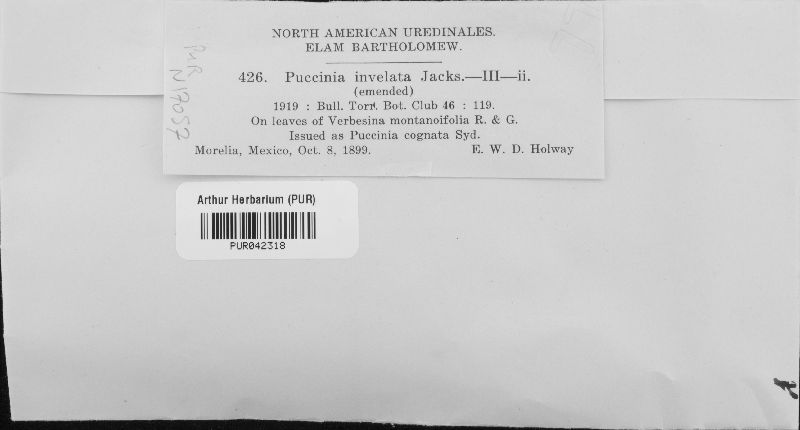 NORTH AMERICAN UREDINALES.
ELAM BARTHOLOMEW.
426. Puccinia invelata Jacks.—III—ii.
(emended)
1919 : Bull. Torr. Bot. Club 46 : 119.
On leaves of Verbesina montanoifolia R. & G.
Issued as Puccinia cognata Syd.
Morelia, Mexico, Oct. 8, 1899. E. W. D. Holway
PUR
N17057
Arthur Herbarium (PUR)
PUR042318